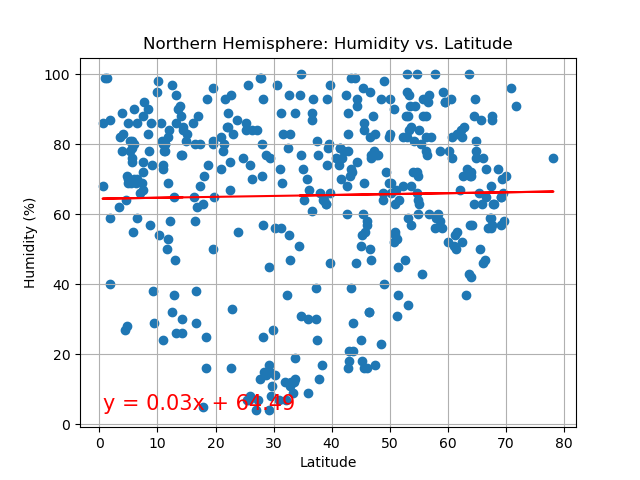 Northern Hemisphere: Humidity vs. Latitude
100
80
60
40
20
0
Humidity (%)
y = 0.03x + 64.49
0 10 20 30 40 50 60 70 80
Latitude